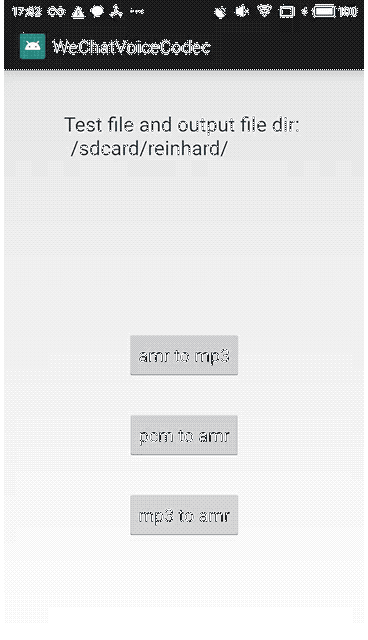 17:02 100
WeChatVoiceCodec
Test file and output file dir:
/sdcard/reinhard/
amr to mp3
pcm to amr
mp3 to amr